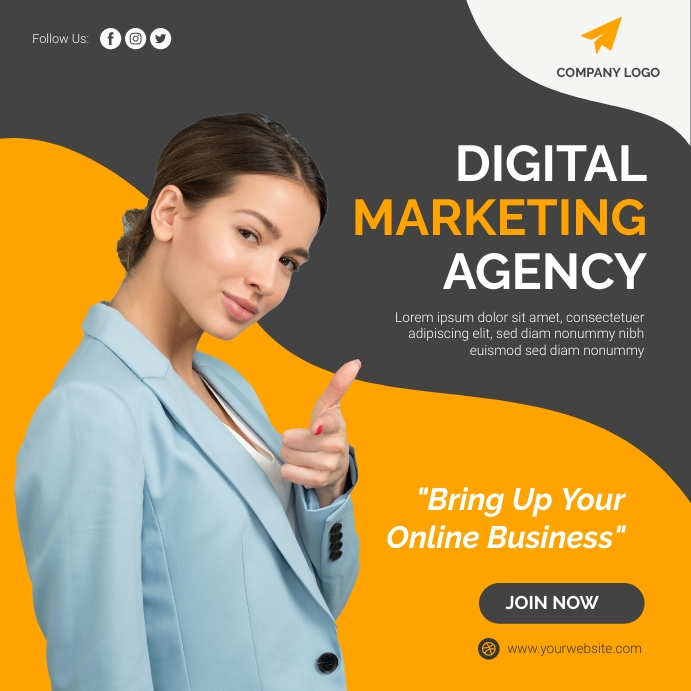 Follow Us:
COMPANY LOGO
DIGITAL
MARKETING
AGENCY
Lorem ipsum dolor sit amet, consectetuer
adipiscing elit, sed diam nonummy nibh
euismod sed diam nonummy
"Bring Up Your
Online Business"
JOIN NOW
www.yourwebsite.com